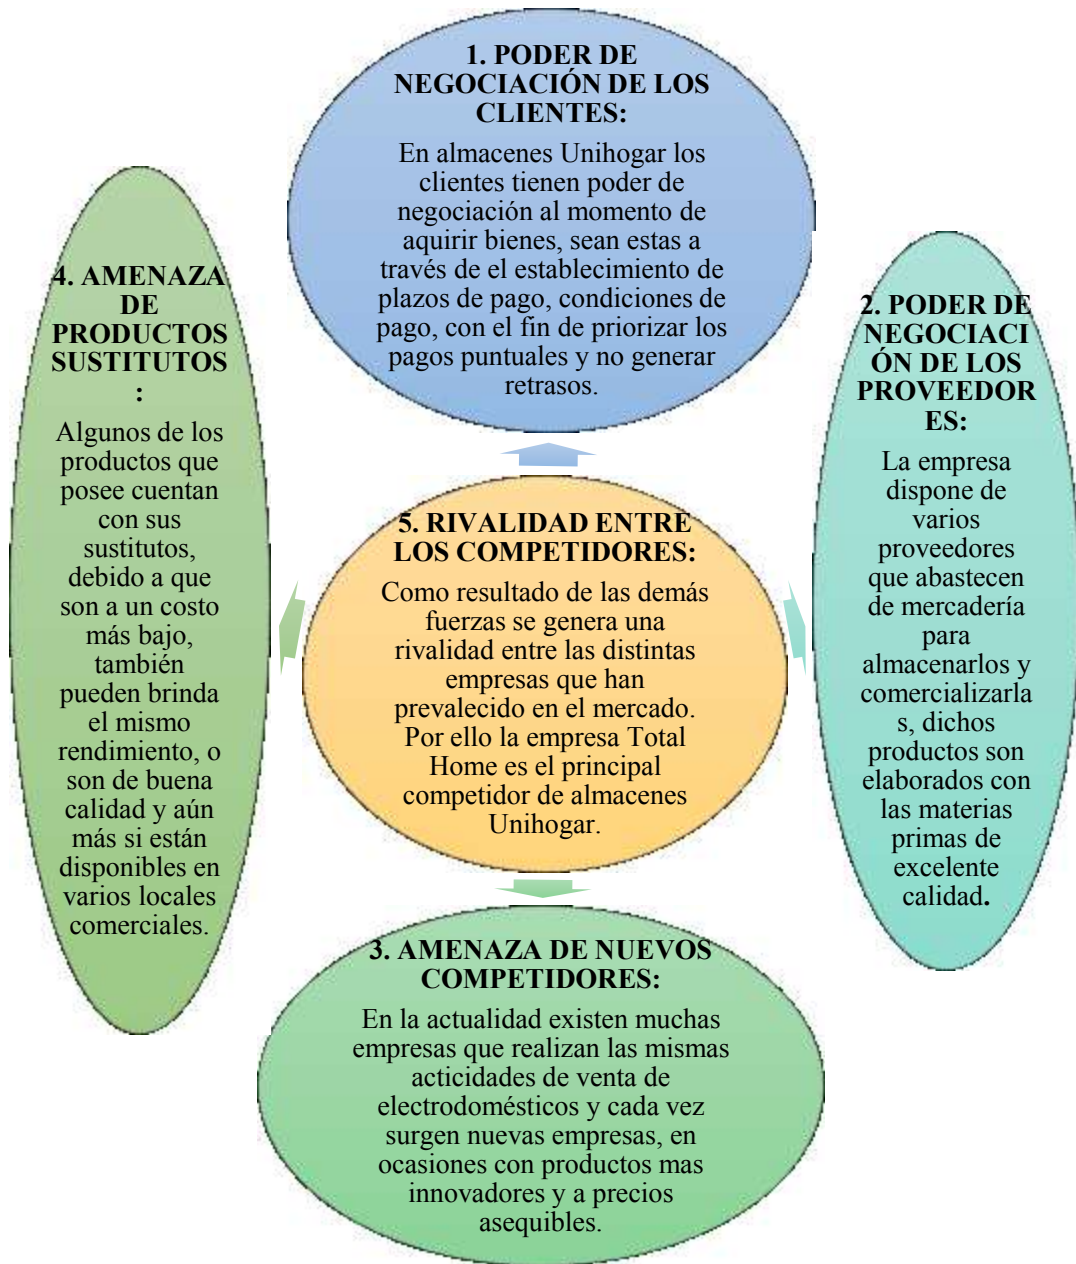 1. PODER DE
NEGOCIACIÓN DE LOS
CLIENTES:
En almacenes Unihogar los
clientes tienen poder de
negociación al momento de
aquirir bienes, sean estas a
través de el establecimiento de
plazos de pago, condiciones de
pago, con el fin de priorizar los
pagos puntuales y no generar
retrasos.
2. PODER DE
NEGOCIACI
ÓN DE LOS
PROVEEDOR
ES:
La empresa
dispone de
varios
proveedores
que abastecen
de mercadería
para
almacenarlos y
comercializarla
s, dichos
productos son
elaborados con
las materias
primas de
excelente
calidad.
3. AMENAZA DE NUEVOS
COMPETIDORES:
En la actualidad existen muchas
empresas que realizan las mismas
acticidades de venta de
electrodomésticos y cada vez
surgen nuevas empresas, en
ocasiones con productos mas
innovadores y a precios
asequibles.
4. AMENAZA
DE
PRODUCTOS
SUSTITUTOS
:
Algunos de los
productos que
posee cuentan
con sus
sustitutos,
debido a que
son a un costo
más bajo,
también
pueden brinda
el mismo
rendimiento, o
son de buena
calidad y aún
más si están
disponibles en
varios locales
comerciales.
5. RIVALIDAD ENTRE
LOS COMPETIDORES:
Como resultado de las demás
fuerzas se genera una
rivalidad entre las distintas
empresas que han
prevalecido en el mercado.
Por ello la empresa Total
Home es el principal
competidor de almacenes
Unihogar.